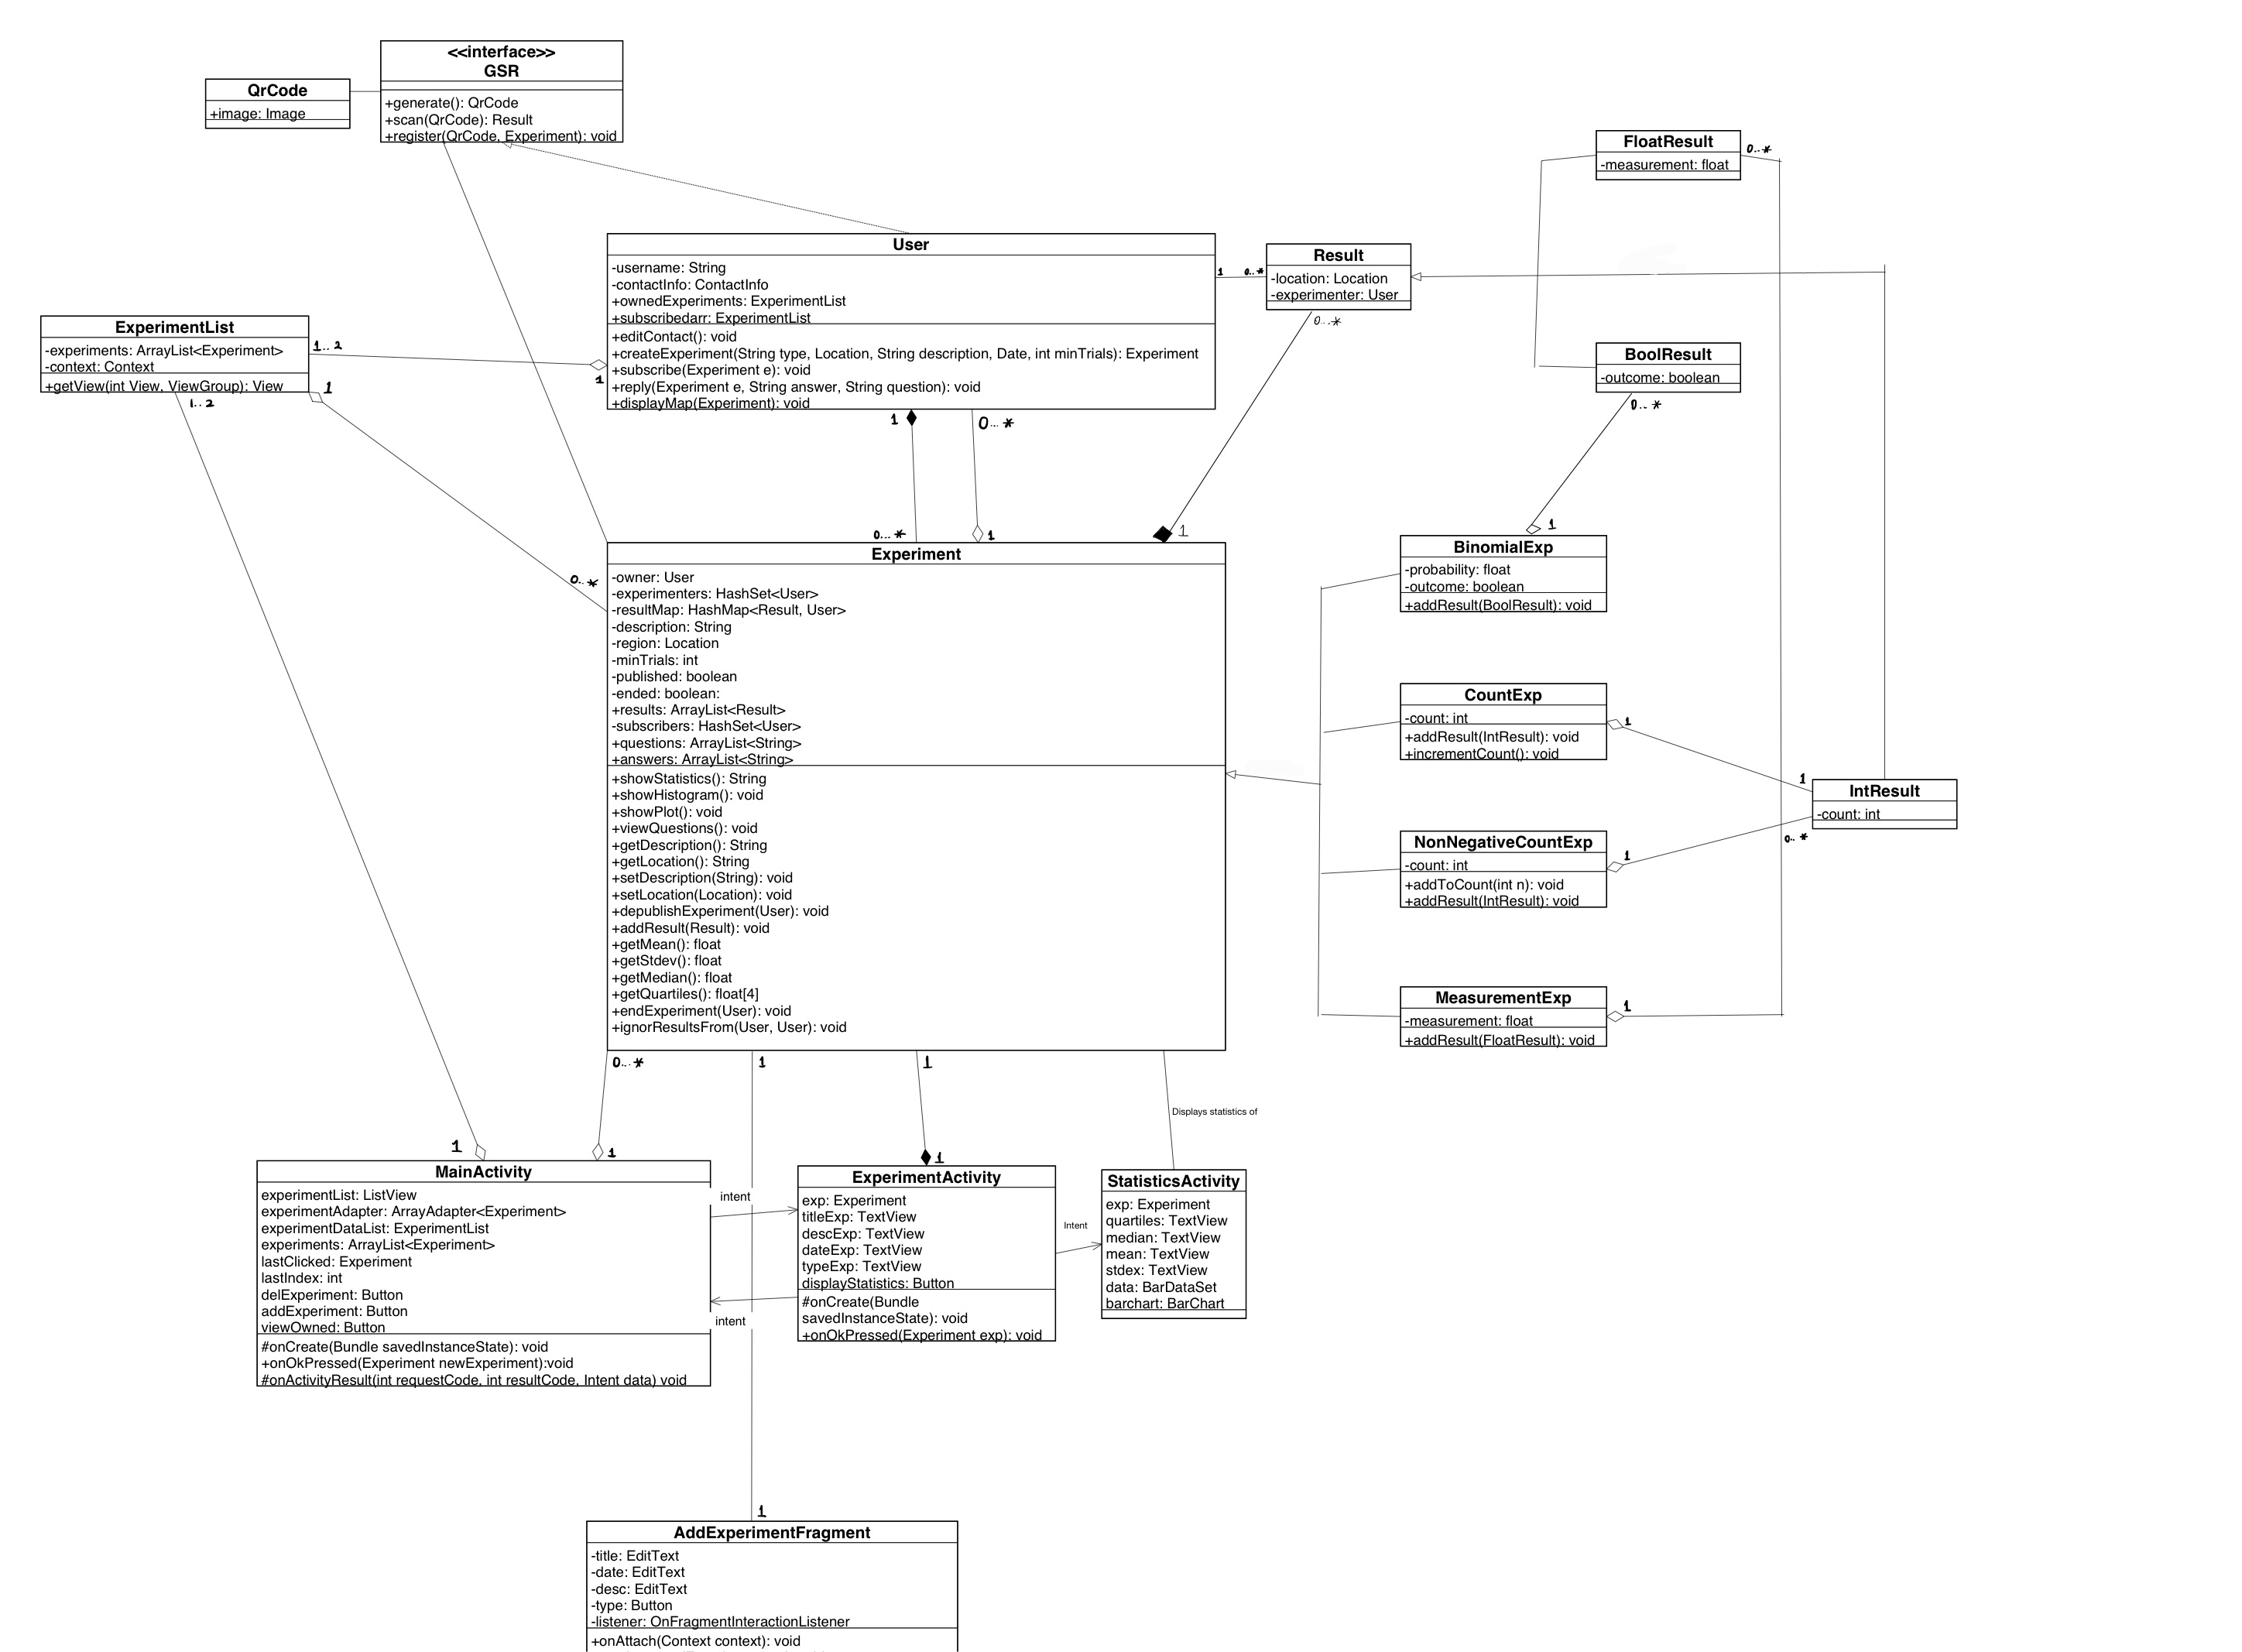 <<interface>>
GSR
+generate(): QrCode
+scan(QrCode): Result
+register(QrCode, Experiment): void
QrCode
+image: Image
FloatResult
-measurement: float
0..*
User
-username: String
-contactInfo: ContactInfo
+ownedExperiments: ExperimentList
+subscribedarr: ExperimentList
+editContact(): void
+createExperiment(String type, Location, String description, Date, int minTrials): Experiment
+subscribe(Experiment e): void
+reply(Experiment e, String answer, String question): void
+displayMap(Experiment): void
1
0..*
Result
-location: Location
-experimenter: User
0...*
ExperimentList
-experiments: ArrayList<Experiment>
-context: Context
+getView(int View, ViewGroup): View
1..2
1
1
1..2
BoolResult
-outcome: boolean
0...*
1
0...*
0...*
1
1
1
0..*
Experiment
-owner: User
-experimenters: HashSet<User>
-resultMap: HashMap<Result, User>
-description: String
-region: Location
-minTrials: int
-published: boolean
-ended: boolean:
+results: ArrayList<Result>
-subscribers: HashSet<User>
+questions: ArrayList<String>
+answers: ArrayList<String>
+showStatistics(): String
+showHistogram(): void
+showPlot(): void
+viewQuestions(): void
+getDescription(): String
+getLocation(): String
+setDescription(String): void
+setLocation(Location): void
+depublishExperiment(User): void
+addResult(Result): void
+getMean(): float
+getStdev(): float
+getMedian(): float
+getQuartiles(): float[4]
+endExperiment(User): void
+ignorResultsFrom(User, User): void
BinomialExp
-probability: float
-outcome: boolean
+addResult(BoolResult): void
CountExp
-count: int
+addResult(IntResult): void
+incrementCount(): void
1
1
IntResult
-count: int
0..*
NonNegativeCountExp
-count: int
+addToCount(int n): void
+addResult(IntResult): void
1
MeasurementExp
-measurement: float
+addResult(FloatResult): void
1
0...*
1
1
Displays statistics of
1
1
1
MainActivity
experimentList: ListView
experimentAdapter: ArrayAdapter<Experiment>
experimentDataList: ExperimentList
experiments: ArrayList<Experiment>
lastClicked: Experiment
lastIndex: int
delExperiment: Button
addExperiment: Button
viewOwned: Button
#onCreate(Bundle savedInstanceState): void
+onOkPressed(Experiment newExperiment):void
#onActivityResult(int requestCode, int resultCode, Intent data) void
intent
intent
ExperimentActivity
exp: Experiment
titleExp: TextView
descExp: TextView
dateExp: TextView
typeExp: TextView
displayStatistics: Button
#onCreate(Bundle
savedInstanceState): void
+onOkPressed(Experiment exp): void
Intent
StatisticsActivity
exp: Experiment
quartiles: TextView
median: TextView
mean: TextView
stdex: TextView
data: BarDataSet
barchart: BarChart
1
AddExperimentFragment
-title: EditText
-date: EditText
-desc: EditText
-type: Button
-listener: OnFragmentInteractionListener
+onAttach(Context context): void